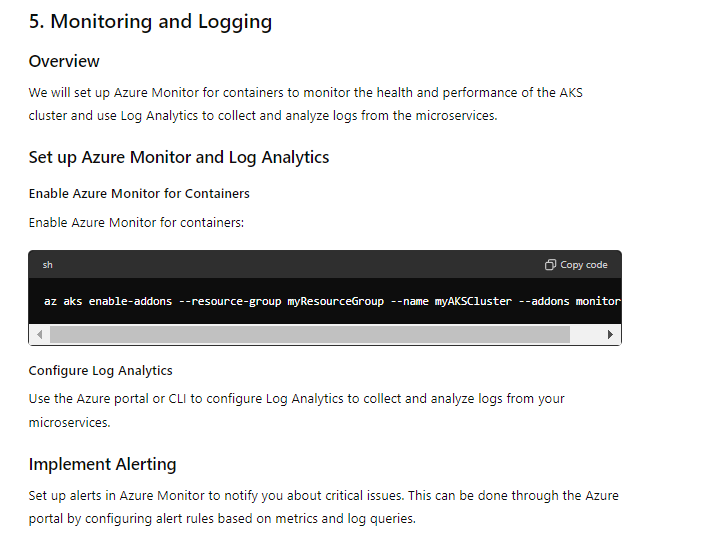 5. Monitoring and Logging
Overview
We will set up Azure Monitor for containers to monitor the health and performance of the AKS
cluster and use Log Analytics to collect and analyze logs from the microservices.
Set up Azure Monitor and Log Analytics
Enable Azure Monitor for Containers
Enable Azure Monitor for containers:
sh Copy code
az aks enable-addons --resource-group myResourceGroup --name myAKSCluster --addons monitor
Configure Log Analytics
Use the Azure portal or CLI to configure Log Analytics to collect and analyze logs from your
microservices.
Implement Alerting
Set up alerts in Azure Monitor to notify you about critical issues. This can be done through the Azure
portal by configuring alert rules based on metrics and log queries.